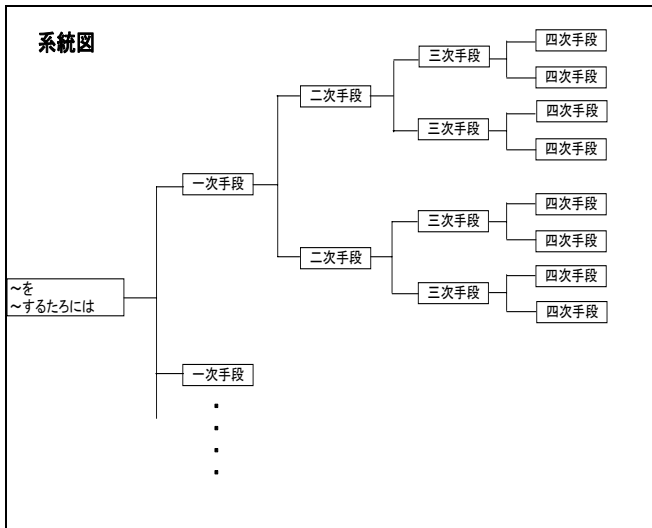 系統図
四次手段
三次手段
四次手段
二次手段
四次手段
三次手段
四次手段
一次手段
四次手段
三次手段
四次手段
二次手段
四次手段
三次手段
四次手段
～を
～するたろには
一次手段
・
・
・
・